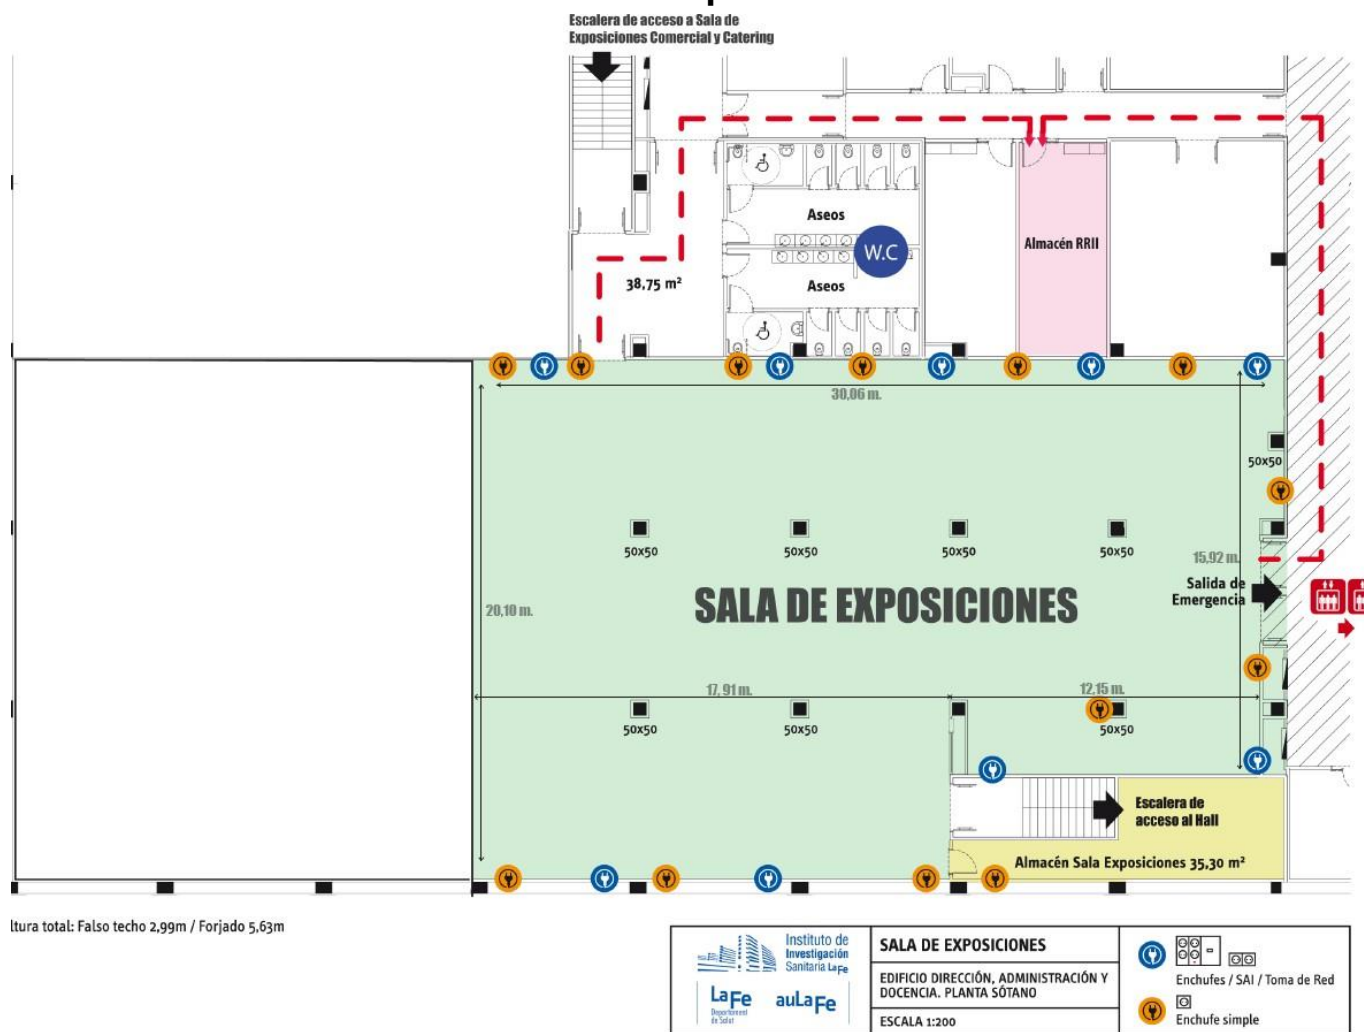 Escalera de acceso a Sala de
Exposiciones Comercial y Catering
Aseos
W.C
Almacén RRII
38,75 m²
Aseos
30,06 m.
50x50
50x50
50x50
50x50
50x50
15,92 m.
Salida de
Emergencia
20,10 m.
SALA DE EXPOSICIONES
17,91 m.
12,15 m.
50x50
50x50
50x50
Escalera de
acceso al Hall
Almacén Sala Exposiciones 35,30 m²
ltura total: Falso techo 2,99m / Forjado 5,63m
Instituto de
Investigación
Sanitaria La Fe
La Fe
Departament
de Salut
auLaFe
SALA DE EXPOSICIONES
EDIFICIO DIRECCIÓN, ADMINISTRACIÓN Y
DOCENCIA. PLANTA SÓTANO
ESCALA 1:200
Enchufes / SAI / Toma de Red
Enchufe simple